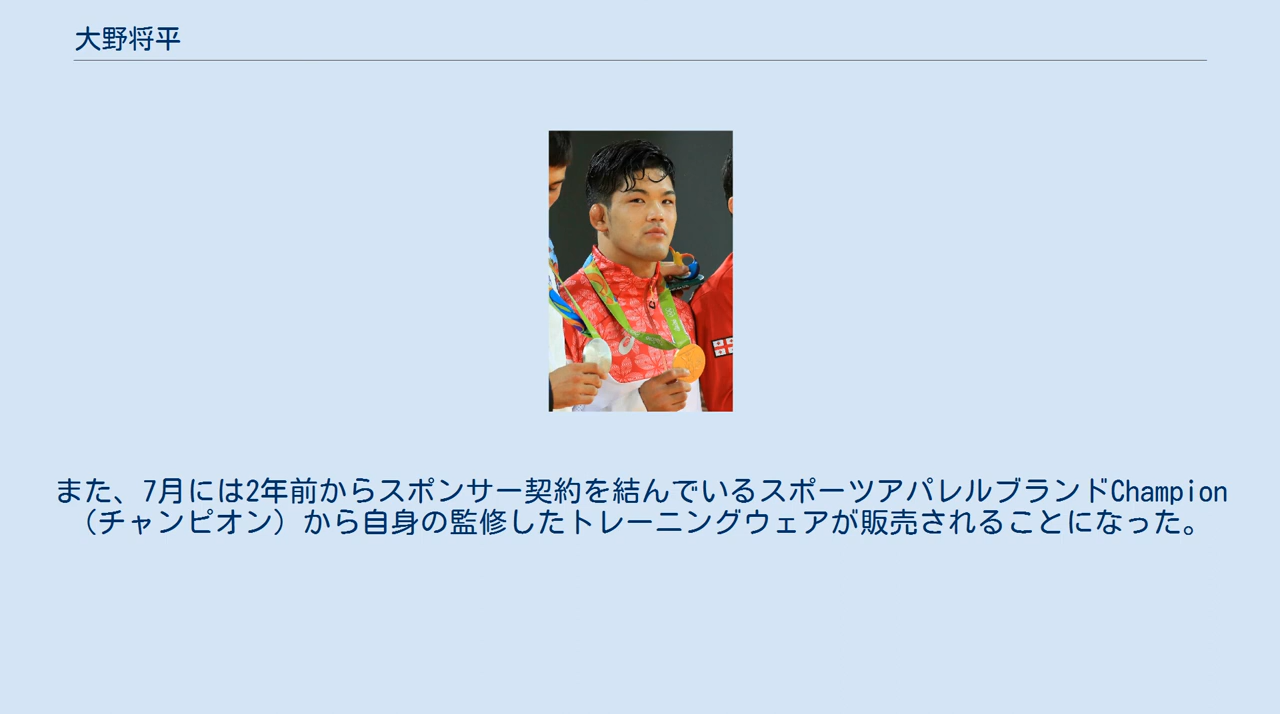 大野将平
また、7月には2年前からスポンサー契約を結んでいるスポーツアパレルブランドChampion
（チャンピオン）から自身の監修したトレーニングウェアが販売されることになった。